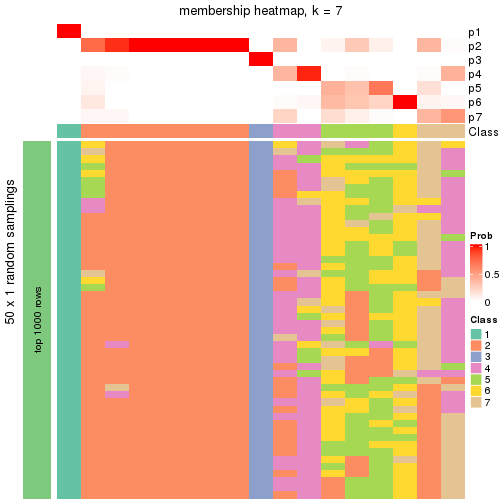 membership heatmap, k = 7
p1
p2
p3
p4
p5
p6
p7
Class
50 x 1 random samplings
top 1000 rows
Prob
1
0.5
0
Class
1
2
3
4
5
6
7